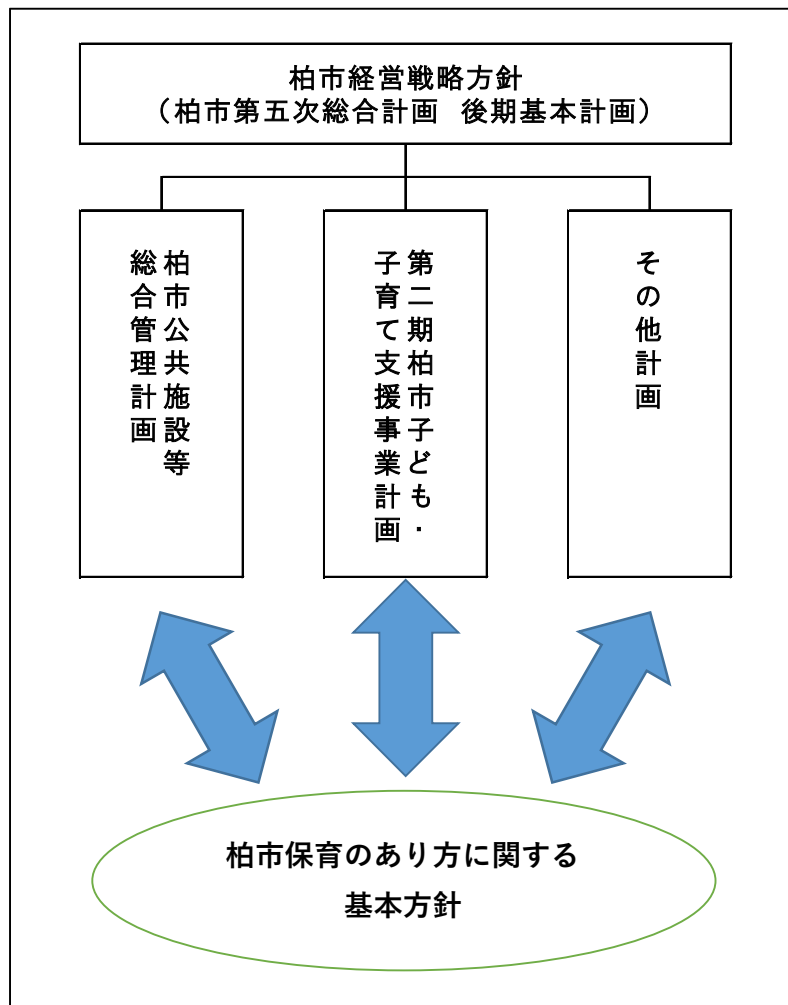 柏市経営戦略方針
（柏市第五次総合計画　後期基本計画）
柏市公共施設等
総合管理計画
第二期柏市子ども・
子育て支援事業計画
その他計画
柏市保育のあり方に関する
基本方針